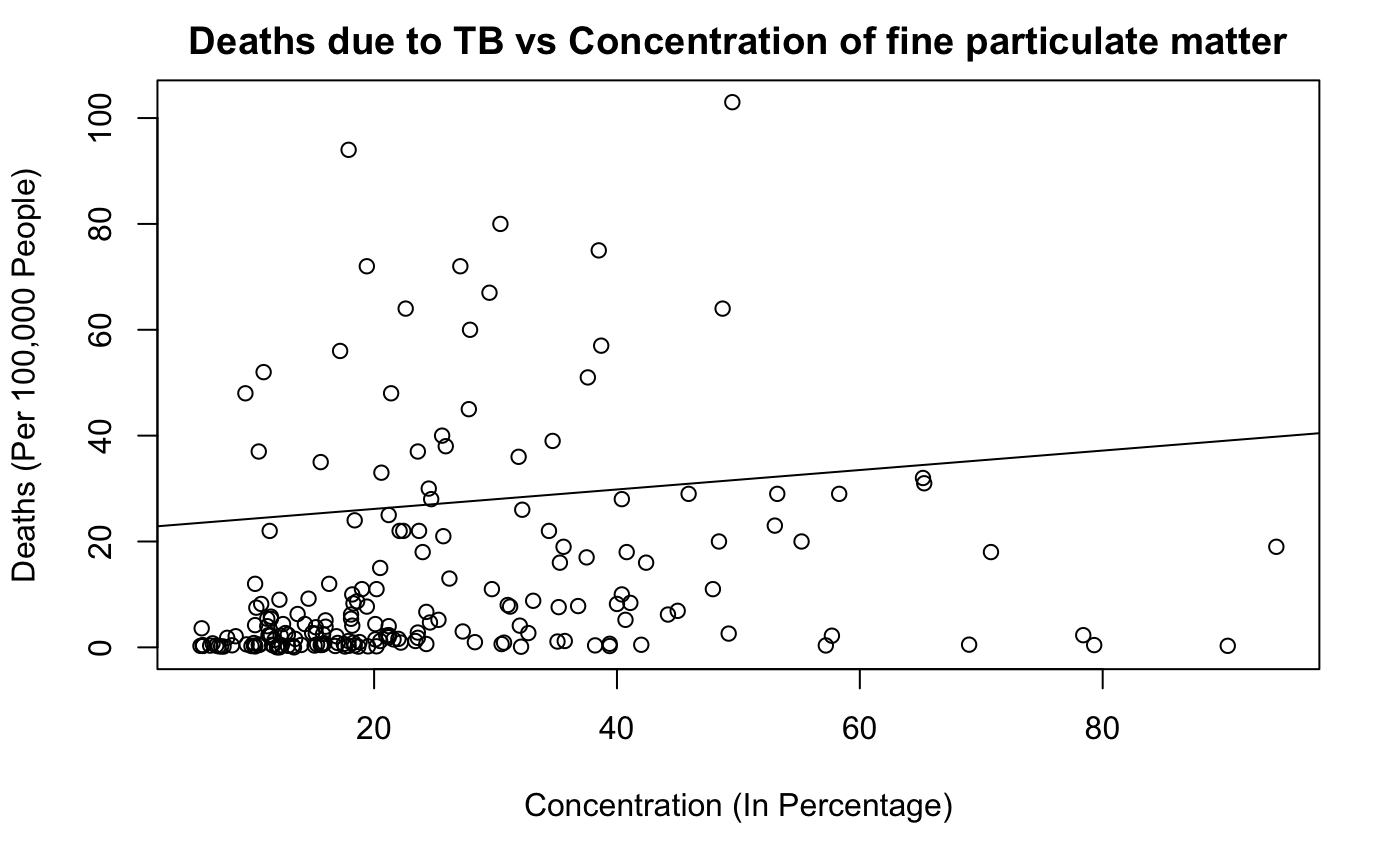 Deaths due to TB vs Concentration of fine particulate matter
Deaths (Per 100,000 People)
100
80
60
40
20
0
20 40 60 80
Concentration (In Percentage)